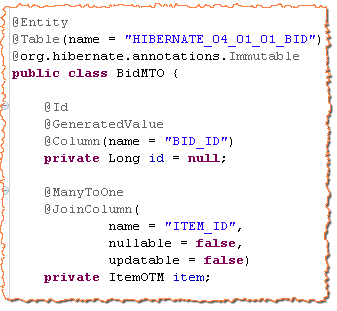 @Entity
@Table(name = "HIBERNATE_04_01_01_BID")
@org.hibernate.annotations.Immutable
public class BidMTO {
@Id
@GeneratedValue
@Column(name = "BID_ID")
private Long id = null;
@ManyToOne
@JoinColumn(
name = "ITEM_ID",
nullable = false,
updatable = false)
private ItemOTM item;